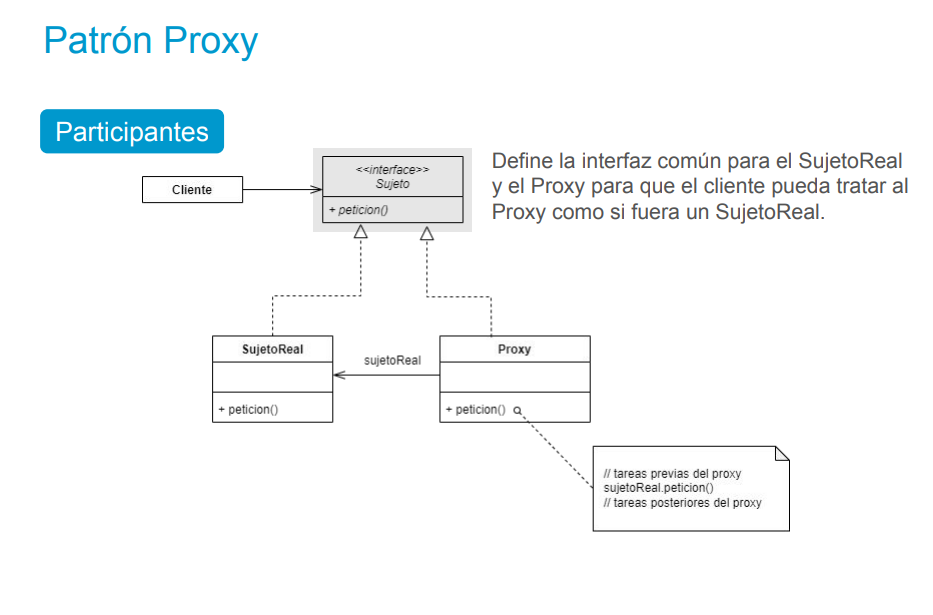 Patrón Proxy
Participantes
Cliente
<<interface>>
Sujeto
+ peticion()
Define la interfaz común para el SujetoReal
y el Proxy para que el cliente pueda tratar al
Proxy como si fuera un SujetoReal.
SujetoReal
+ peticion()
sujetoReal
Proxy
+ peticion()
// tareas previas del proxy
sujetoReal.peticion()
// tareas posteriores del proxy